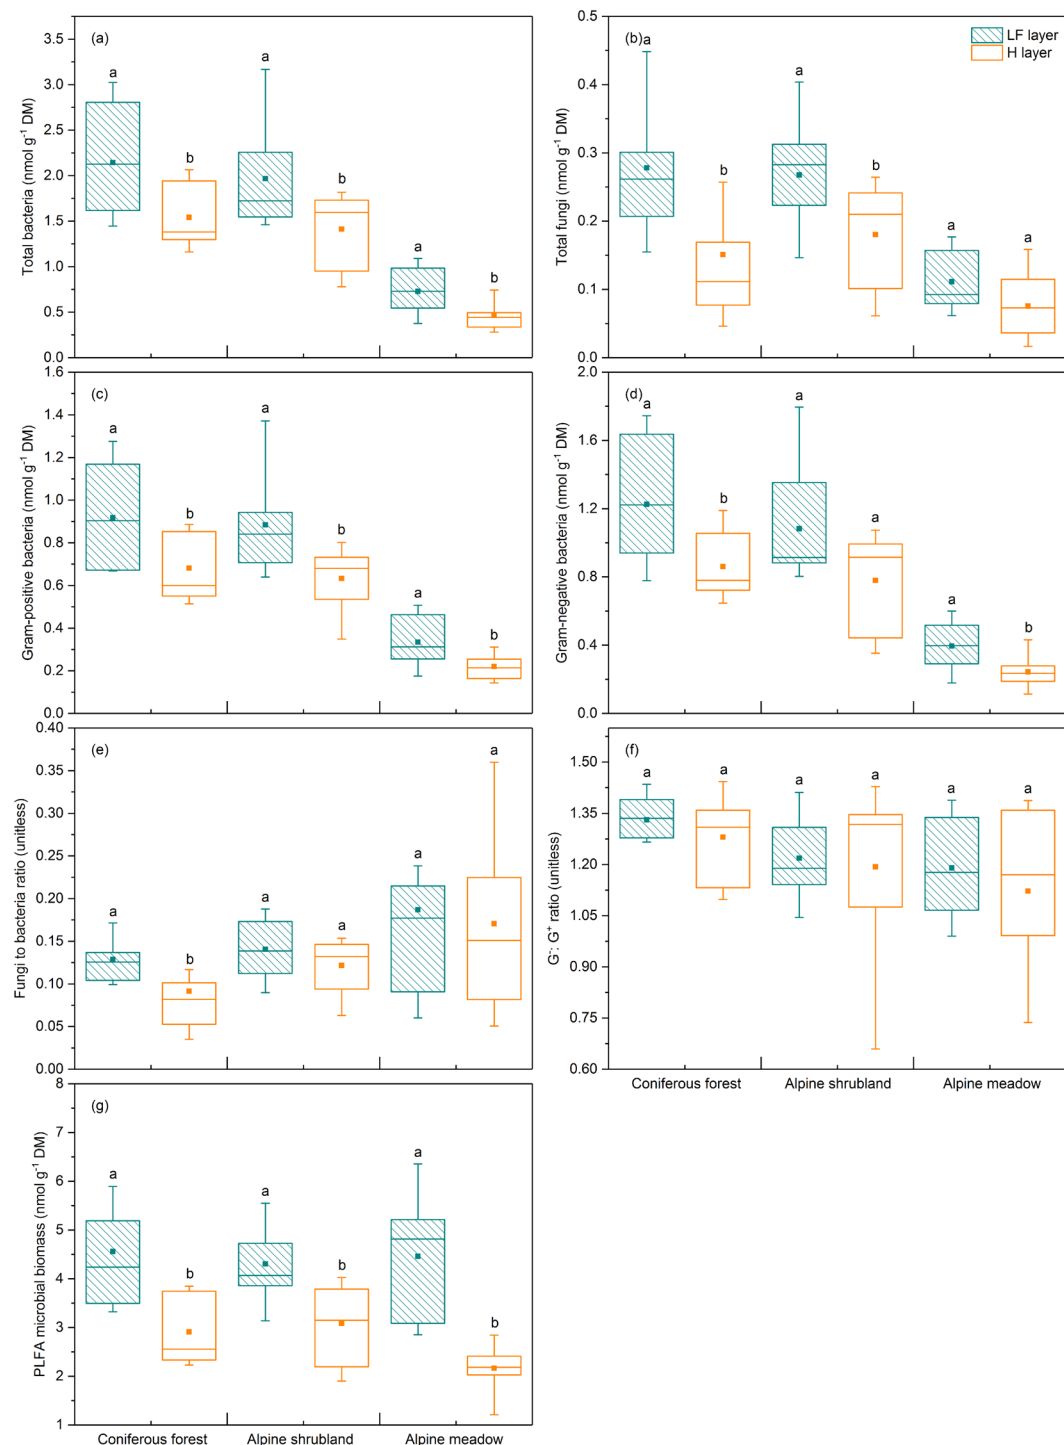 (a)
Total bacteria (nmol g⁻¹ DM)
3.5
3.0
2.5
2.0
1.5
1.0
0.5
0.0
a
b
a
b
a
b
(b)
LF layer
H layer
Total fungi (nmol g⁻¹ DM)
0.5
0.4
0.3
0.2
0.1
0.0
a
b
a
b
a
a
(c)
Gram-positive bacteria (nmol g⁻¹ DM)
1.6
1.4
1.2
1.0
0.8
0.6
0.4
0.2
0.0
a
b
a
b
a
b
(d)
Gram-negative bacteria (nmol g⁻¹ DM)
2.0
1.6
1.2
0.8
0.4
0.0
a
b
a
a
a
b
(e)
Fungi to bacteria ratio (unitless)
0.40
0.35
0.30
0.25
0.20
0.15
0.10
0.05
0.00
a
b
a
a
a
a
(f)
G⁻: G⁺ ratio (unitless)
1.50
1.35
1.20
1.05
0.90
0.75
0.60
a
a
a
a
a
a
Coniferous forest
Alpine shrubland
Alpine meadow
(g)
PLFA microbial biomass (nmol g⁻¹ DM)
8
7
6
5
4
3
2
1
a
b
a
b
a
b
Coniferous forest
Alpine shrubland
Alpine meadow